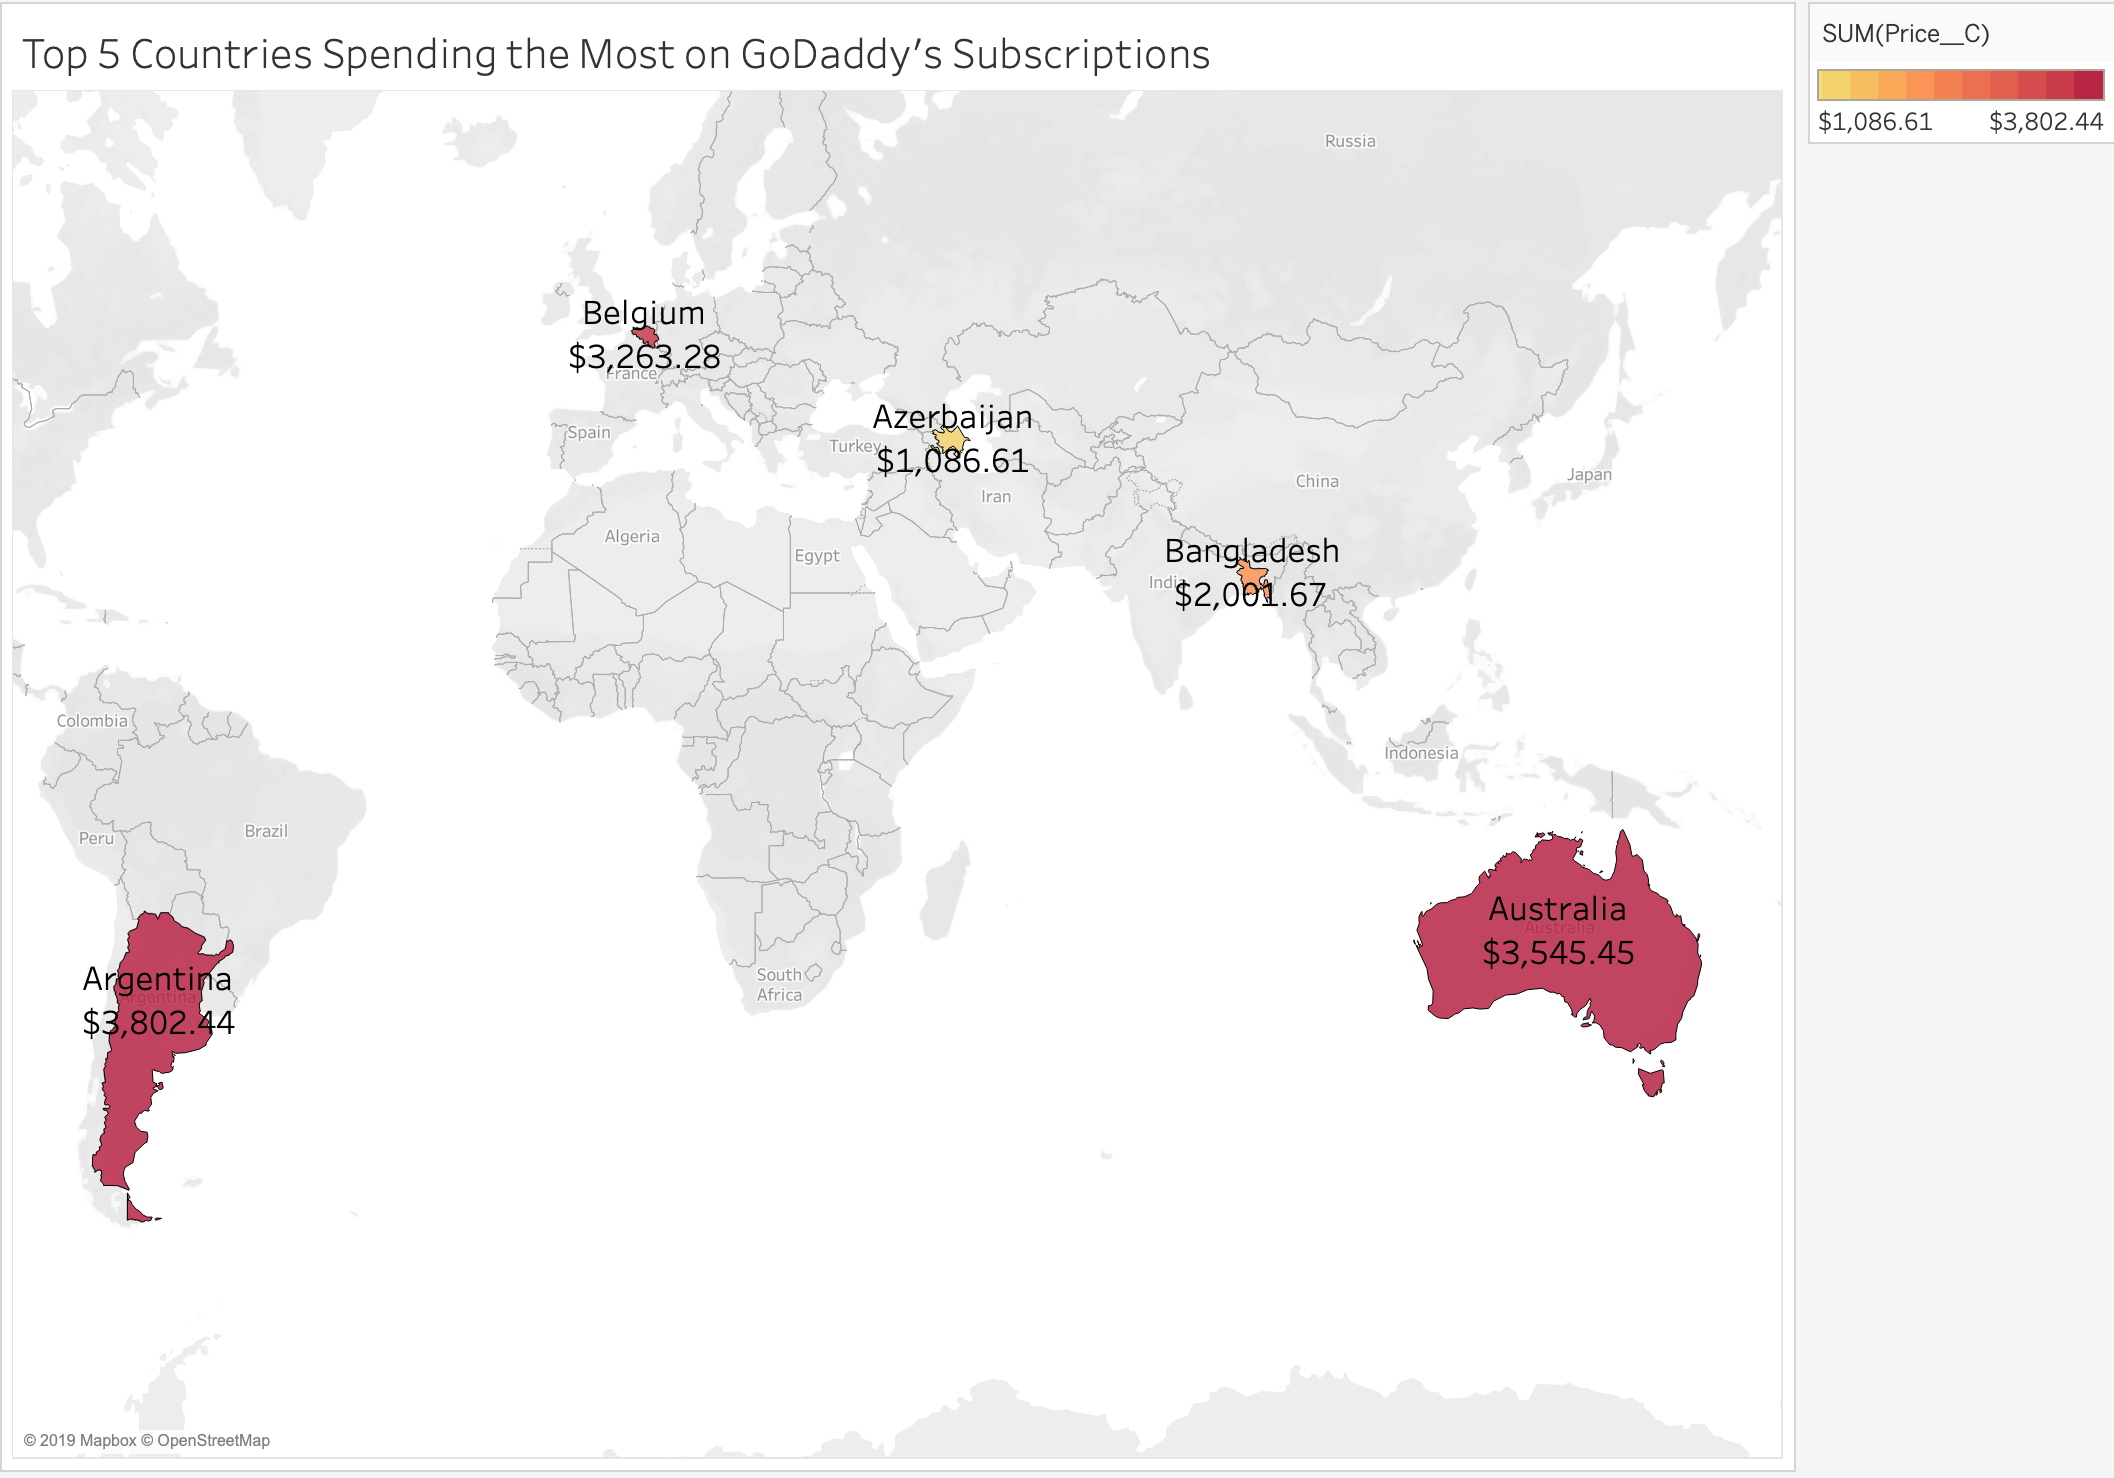 Top 5 Countries Spending the Most on GoDaddy's Subscriptions
SUM(Price__C)
$1,086.61 $3,802.44
Russia
Belgium
$3,263.28
France
Azerbaijan
$1,086.61
Spain
Turkey
Iran
China
Japan
Algeria
Egypt
Bangladesh
$2,001.67
India
Colombia
Indonesia
Peru
Brazil
Australia
Australia
$3,545.45
Argentina
Argentina
$3,802.44
South
Africa
© 2019 Mapbox © OpenStreetMap